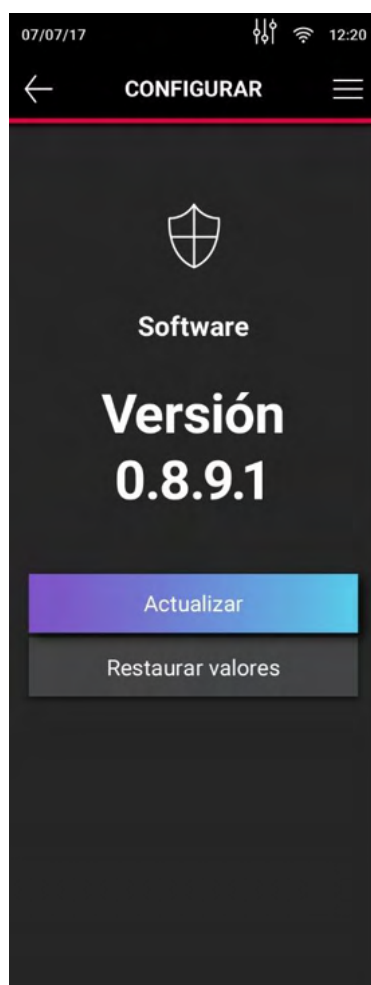 07/07/17 12:20
CONFIGURAR
Software
Versión
0.8.9.1
Actualizar
Restaurar valores